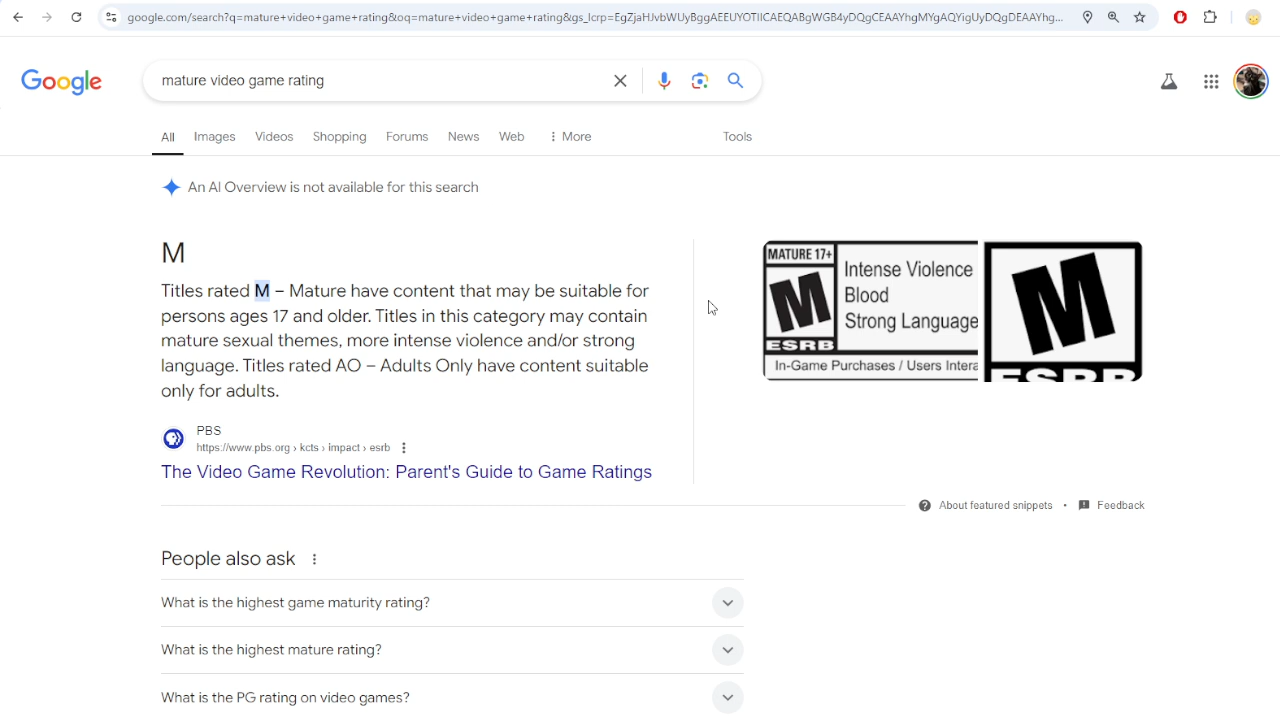 google.com/search?q=mature+video+game+rating&oq=mature+video+game+rating&gs_lcrp=EgZjaHJvbWUyBggAEEUYOTIICAEQABgWGB4yDQgCEAAYhgMYgAQYigUyDQgDEAAYhg...
Google
mature video game rating
All Images Videos Shopping Forums News Web More Tools
An AI Overview is not available for this search
M
Titles rated M – Mature have content that may be suitable for
persons ages 17 and older. Titles in this category may contain
mature sexual themes, more intense violence and/or strong
language. Titles rated AO – Adults Only have content suitable
only for adults.
PBS
https://www.pbs.org › kcts › impact › esrb
The Video Game Revolution: Parent's Guide to Game Ratings
MATURE 17+
M
ESRB
Intense Violence
Blood
Strong Language
In-Game Purchases / Users Intera
M
ESRB
About featured snippets • Feedback
People also ask
What is the highest game maturity rating?
What is the highest mature rating?
What is the PG rating on video games?